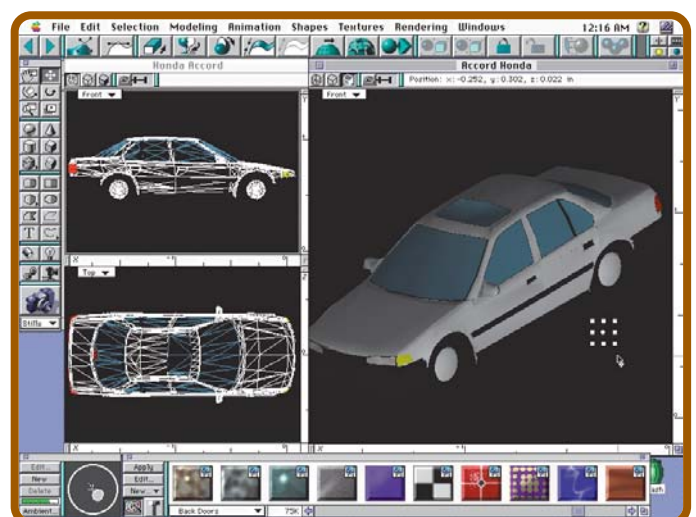 File Edit Selection Modeling Animation Shapes Textures Rendering Windows 12:16 AM
Honda Accord
Accord Honda
Position: x:-0.252, y:0.302, z:0.022 in
Front
Front
Top
Stills
X
X
X
Edit...
New
Delete
Ambient...
Apply
Edit...
New...
Back Doors
75K